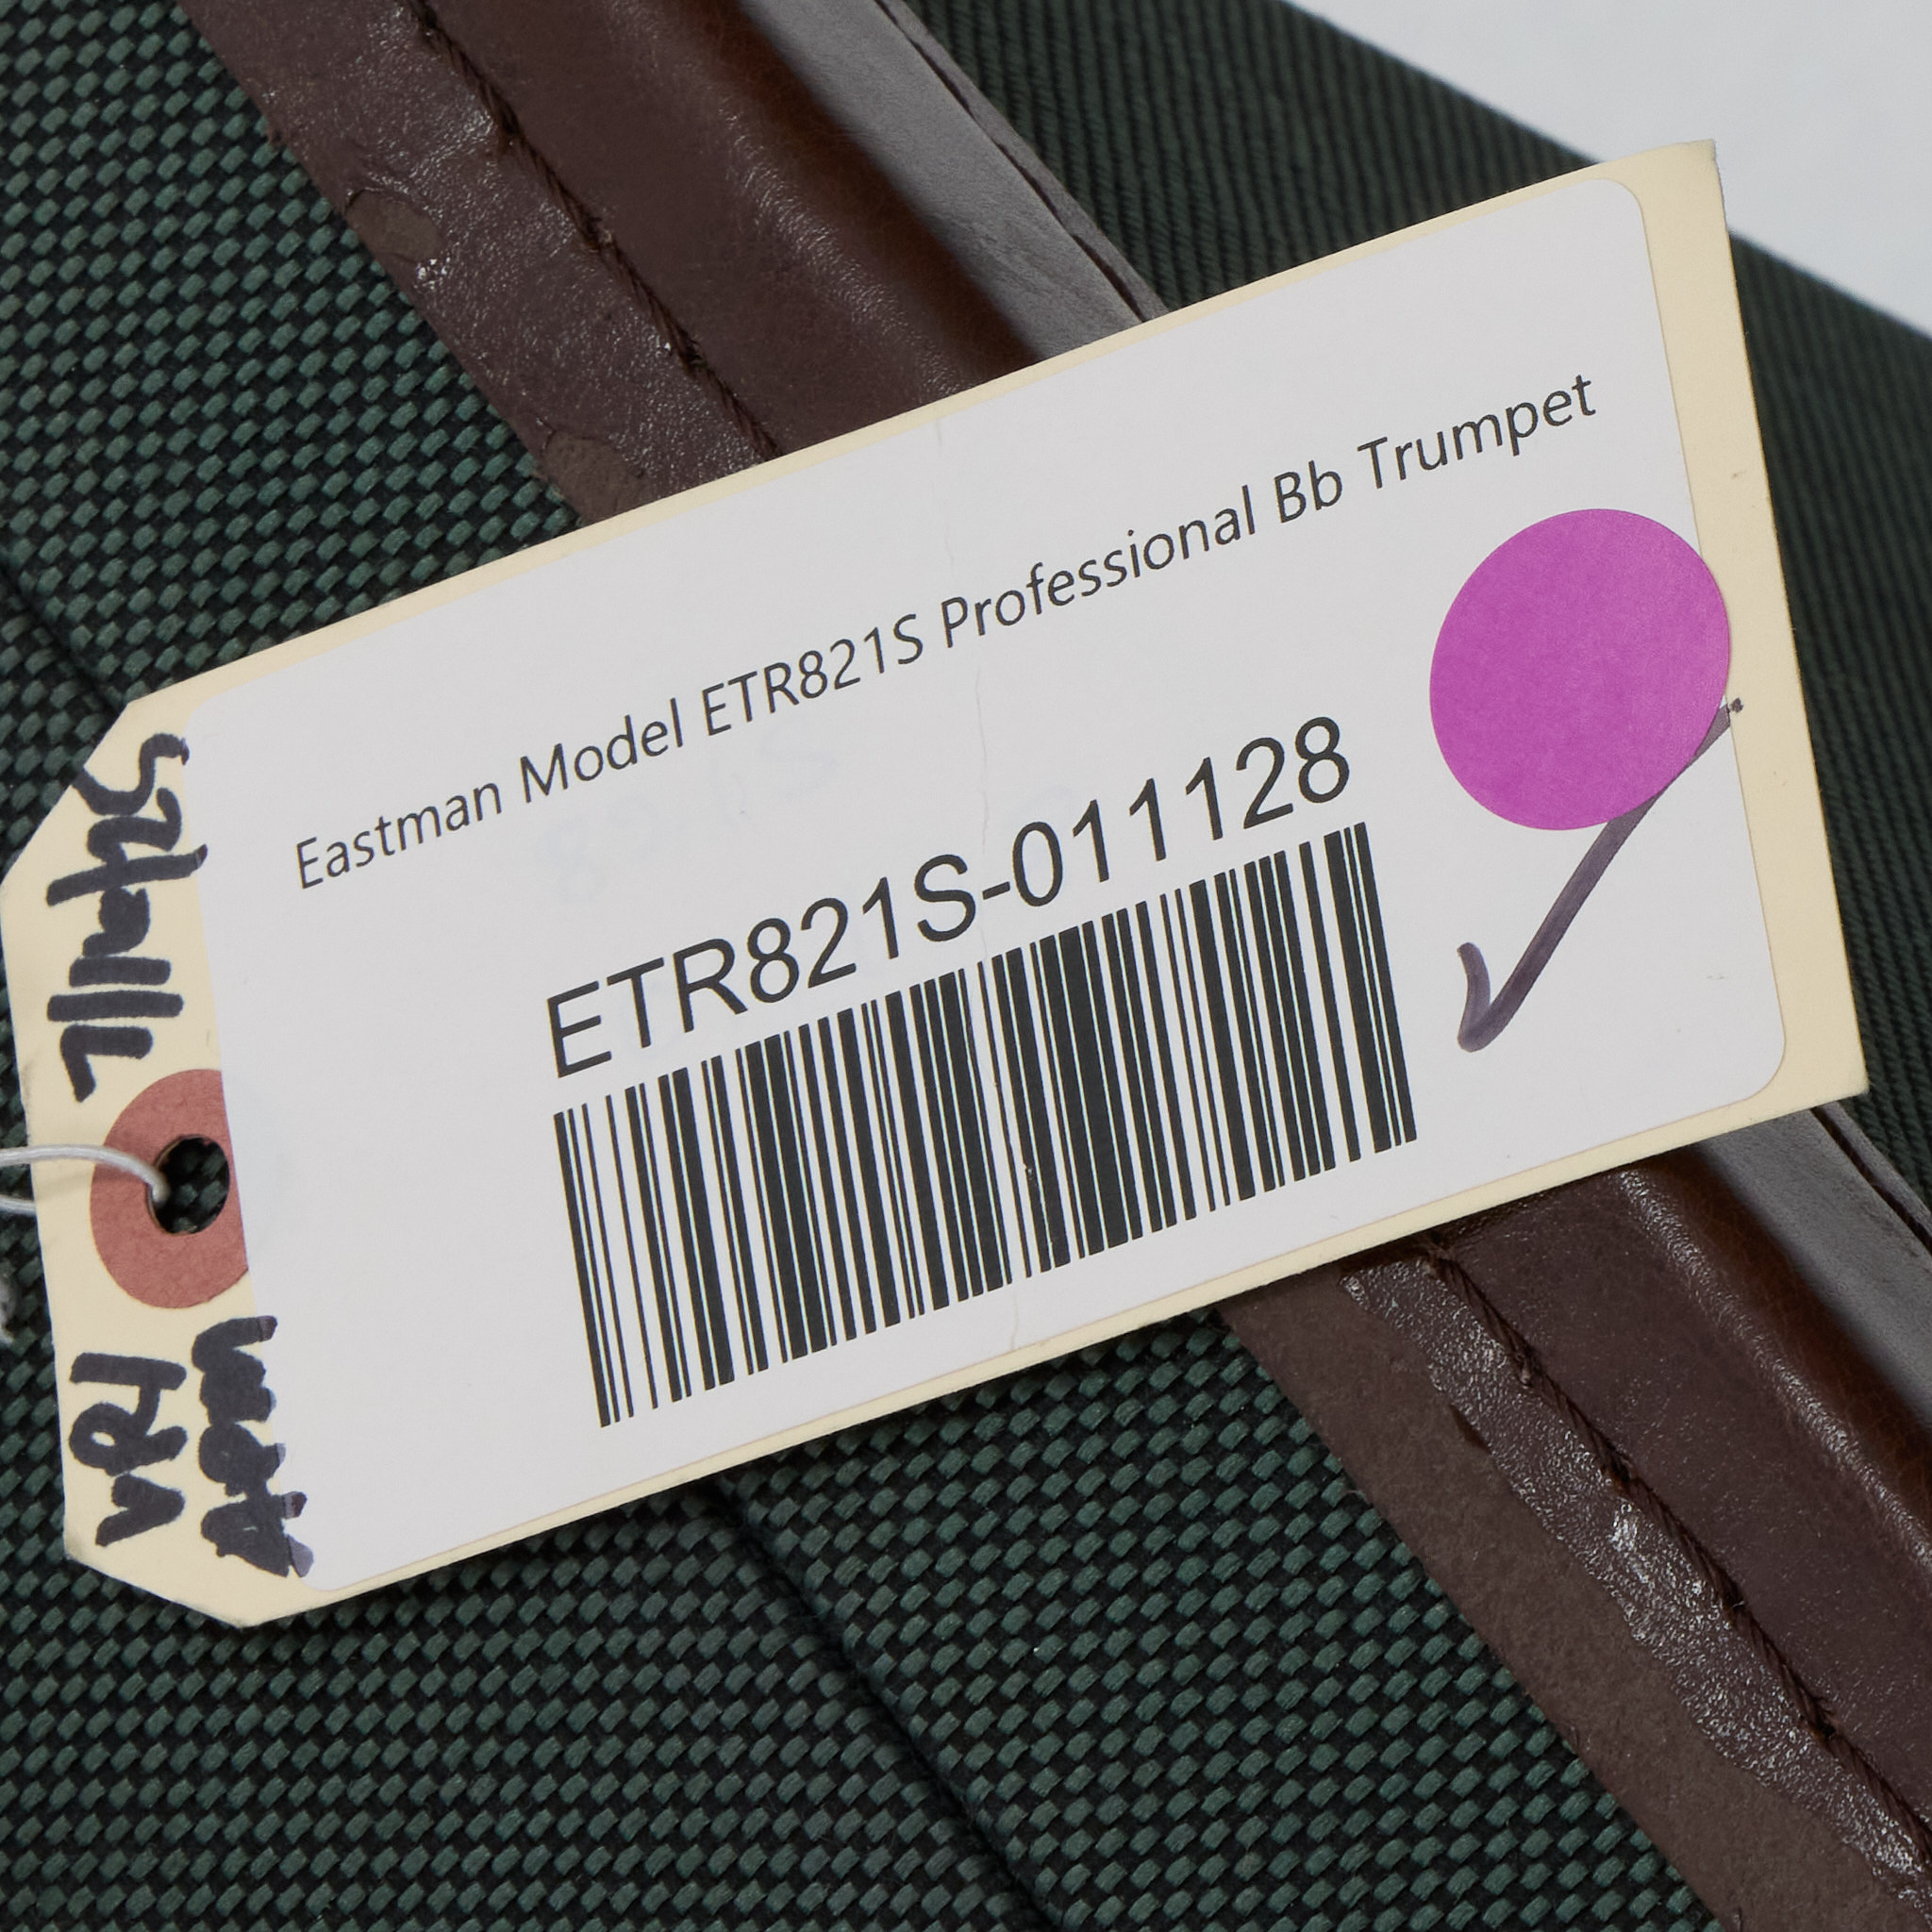 Eastman Model ETR821S Professional Bb Trumpet
ETR821S-011128